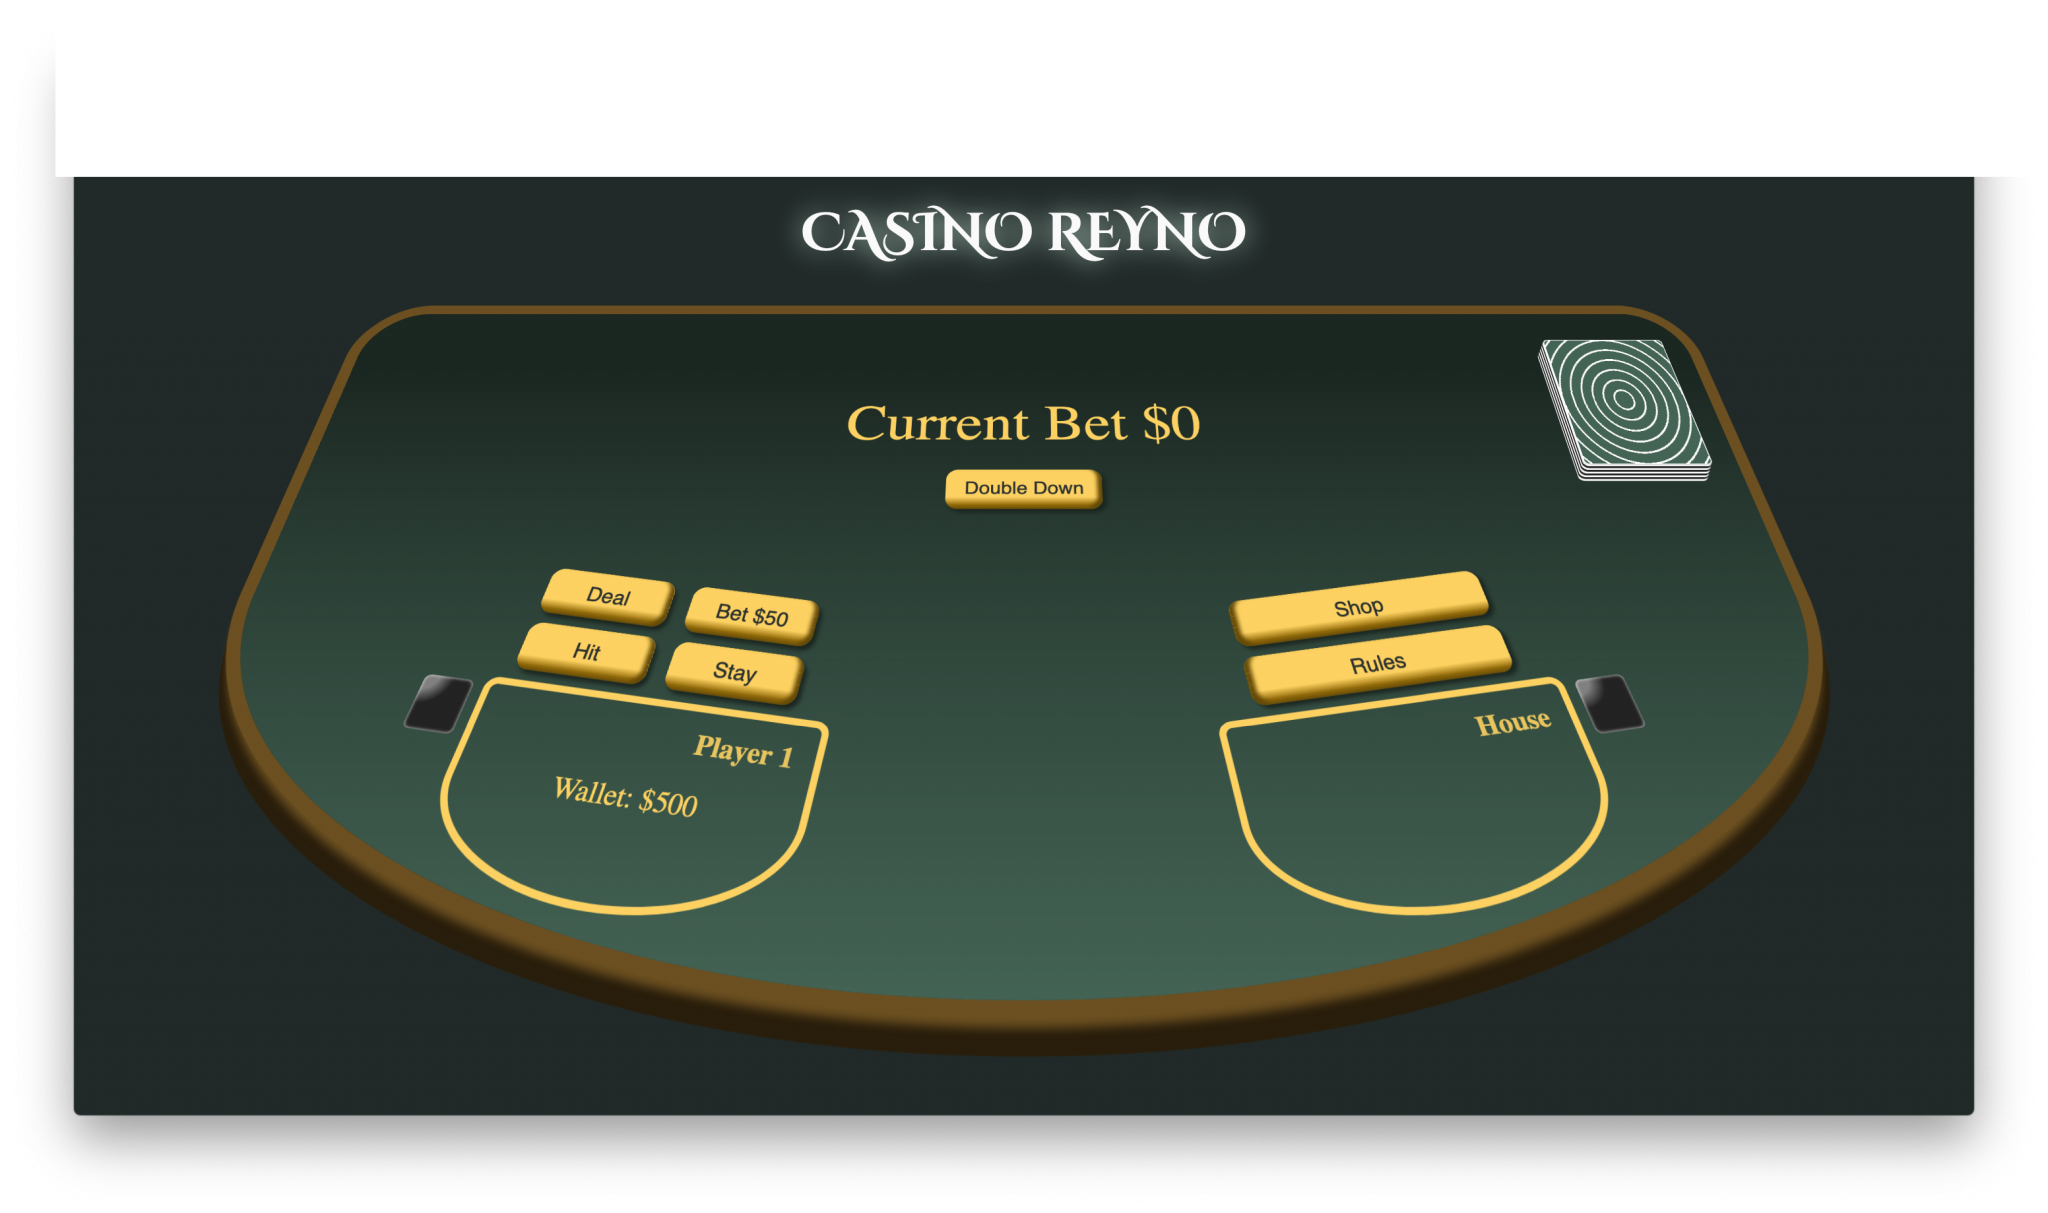 CASINO REYNO
Current Bet $0
Double Down
Deal
Bet $50
Hit
Stay
Player 1
Wallet: $500
Shop
Rules
House